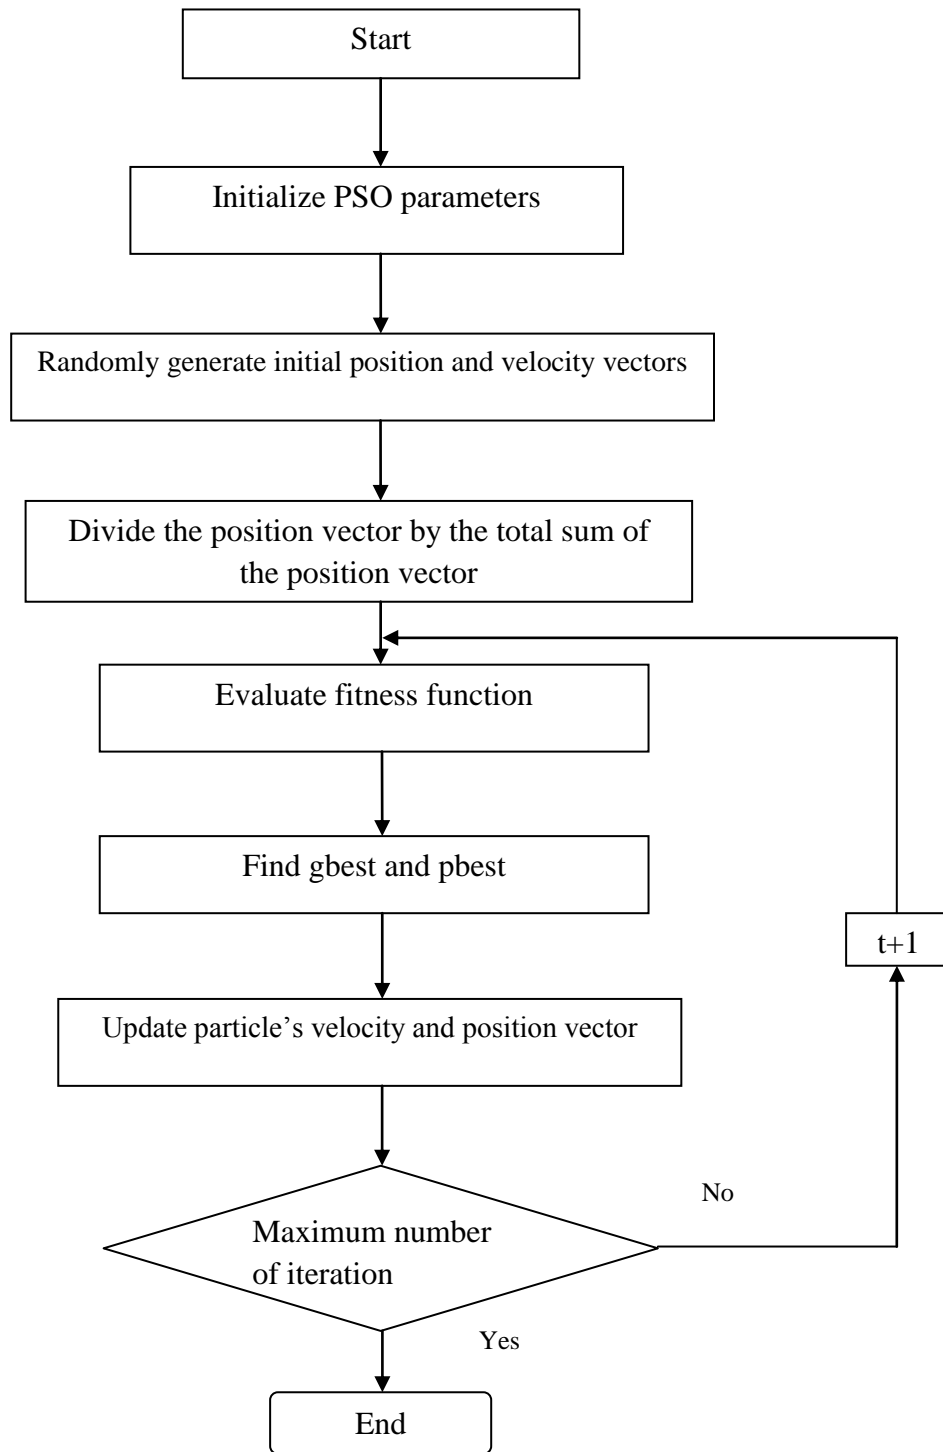 Start
Initialize PSO parameters
Randomly generate initial position and velocity vectors
Divide the position vector by the total sum of
the position vector
Evaluate fitness function
Find gbest and pbest
t+1
Update particle’s velocity and position vector
No
Maximum number
of iteration
Yes
End